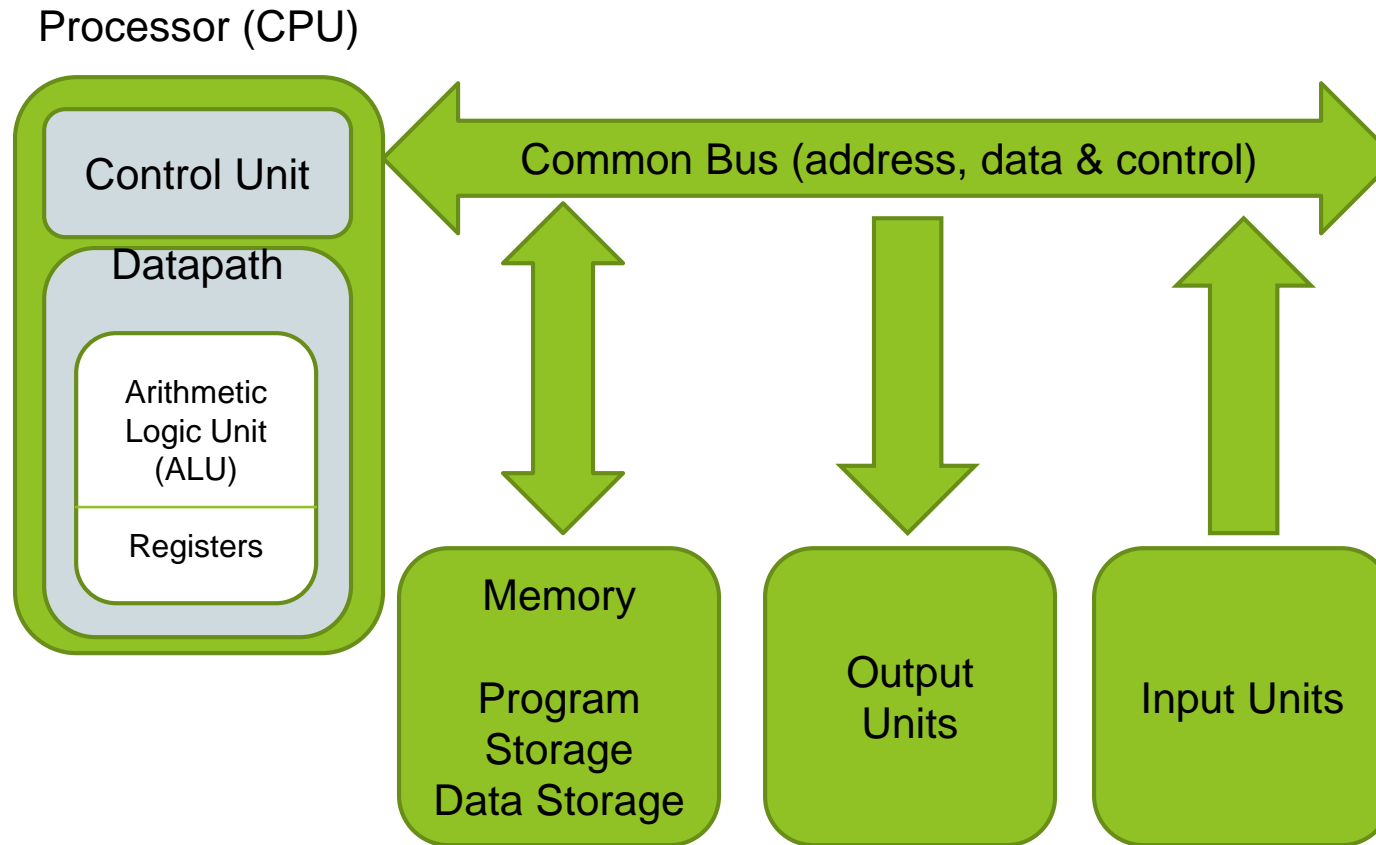 Processor (CPU)
Control Unit
Datapath
Arithmetic
Logic Unit
(ALU)
Registers
Common Bus (address, data & control)
Memory
Program
Storage
Data Storage
Output
Units
Input Units